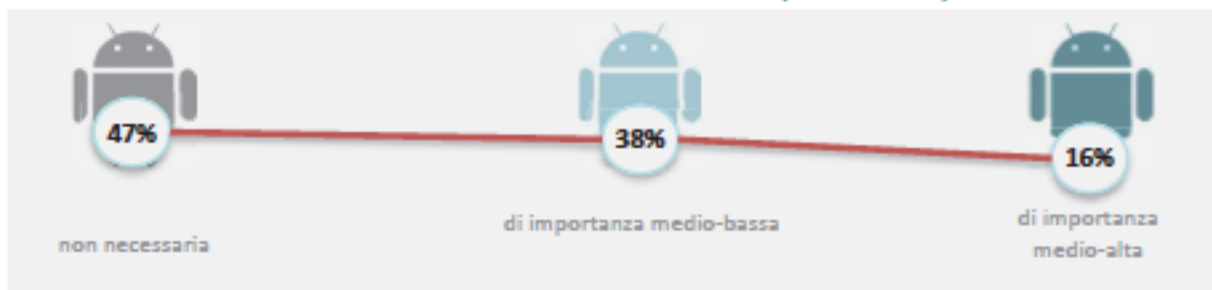 47%
38%
16%
non necessaria
di importanza medio-bassa
di importanza
medio-alta